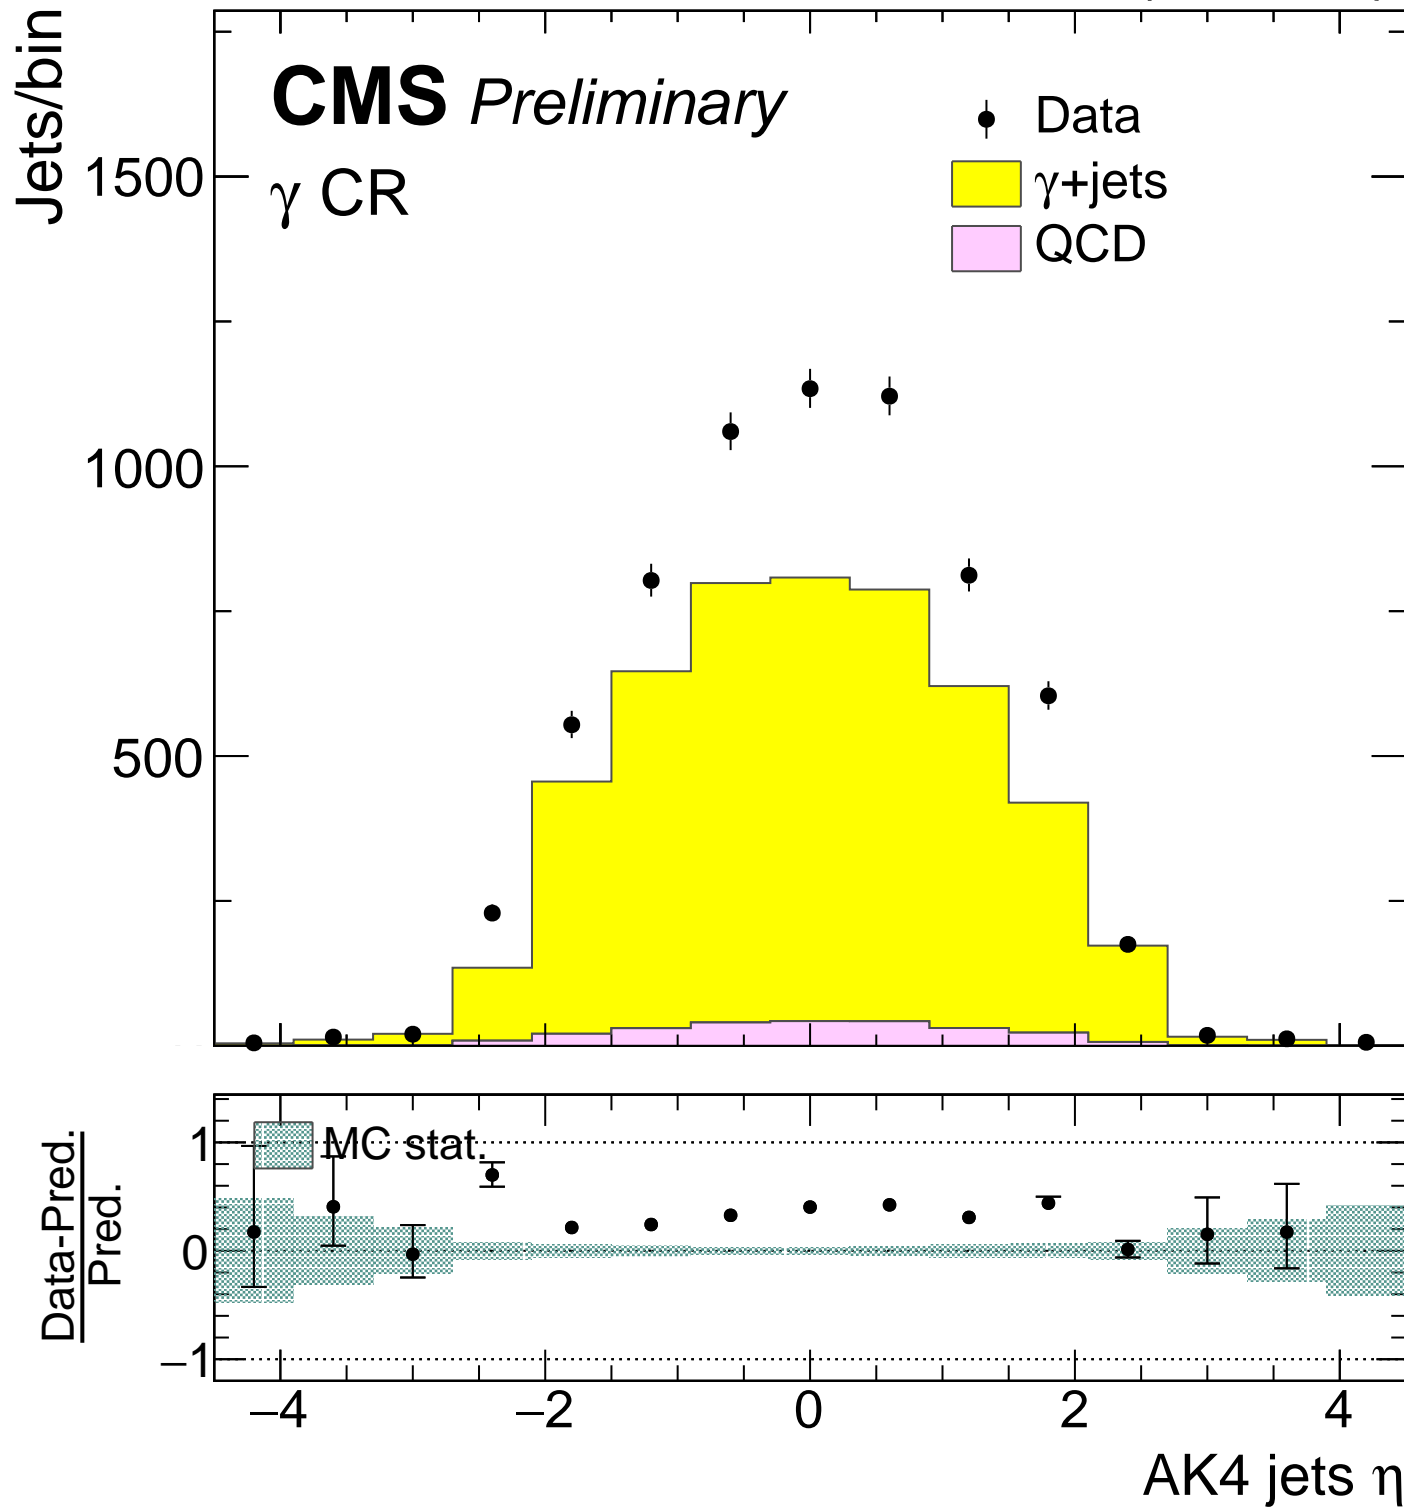 Jets/bin
CMS Preliminary
γ CR
Data
γ+jets
QCD
1500
1000
500
MC stat.
Data-Pred.
Pred.
1
0
−1
−4 −2 0 2 4
AK4 jets η